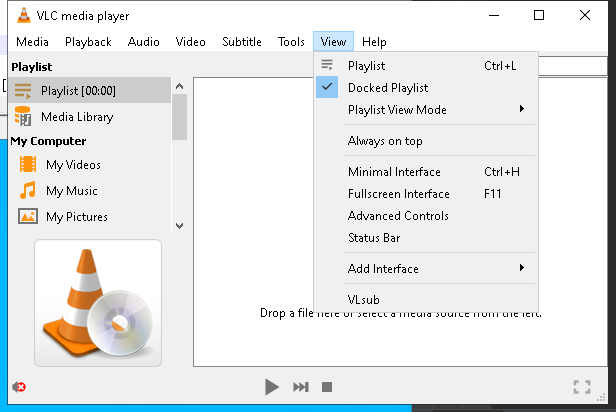 VLC media player
Media Playback Audio Video Subtitle Tools View Help
Playlist
Playlist [00:00]
Media Library
My Computer
My Videos
My Music
My Pictures
Playlist Ctrl+L
Docked Playlist
Playlist View Mode
Always on top
Minimal Interface Ctrl+H
Fullscreen Interface F11
Advanced Controls
Status Bar
Add Interface
VLsub
Drop a file here or select a media source from the left.